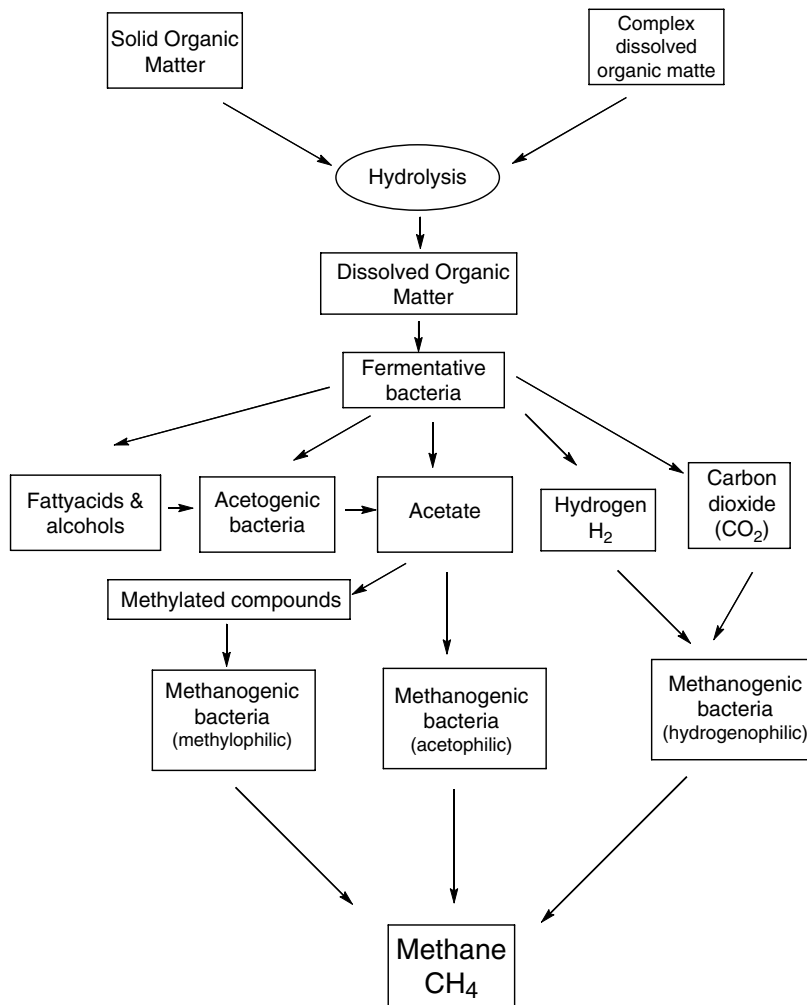 Solid Organic
Matter
Complex
dissolved
organic matte
Hydrolysis
Dissolved Organic
Matter
Fermentative
bacteria
Fattyacids &
alcohols
Acetogenic
bacteria
Acetate
Hydrogen
H₂
Carbon
dioxide
(CO₂)
Methylated compounds
Methanogenic
bacteria
(methylophilic)
Methanogenic
bacteria
(acetophilic)
Methanogenic
bacteria
(hydrogenophilic)
Methane
CH₄